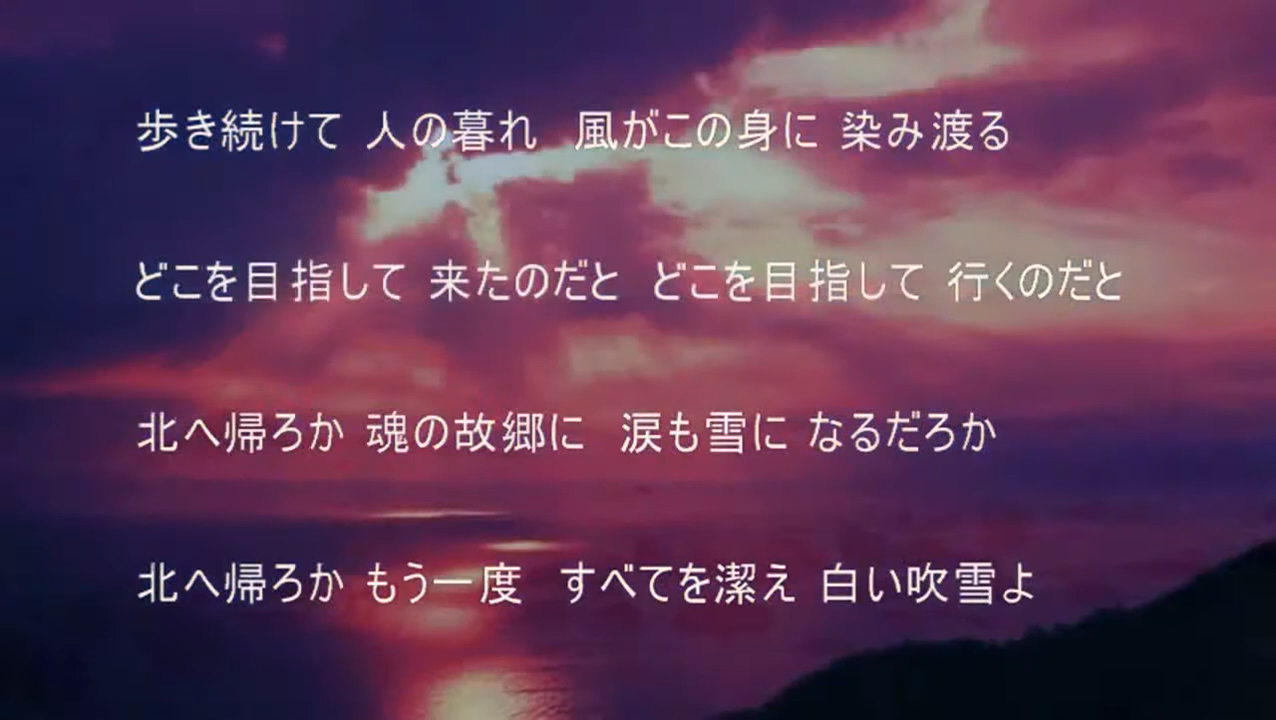 歩き続けて 人の暮れ　風がこの身に 染み渡る
どこを目指して 来たのだと　どこを目指して 行くのだと
北へ帰ろか 魂の故郷に　涙も雪に なるだろか
北へ帰ろか もう一度　すべてを潔え 白い吹雪よ